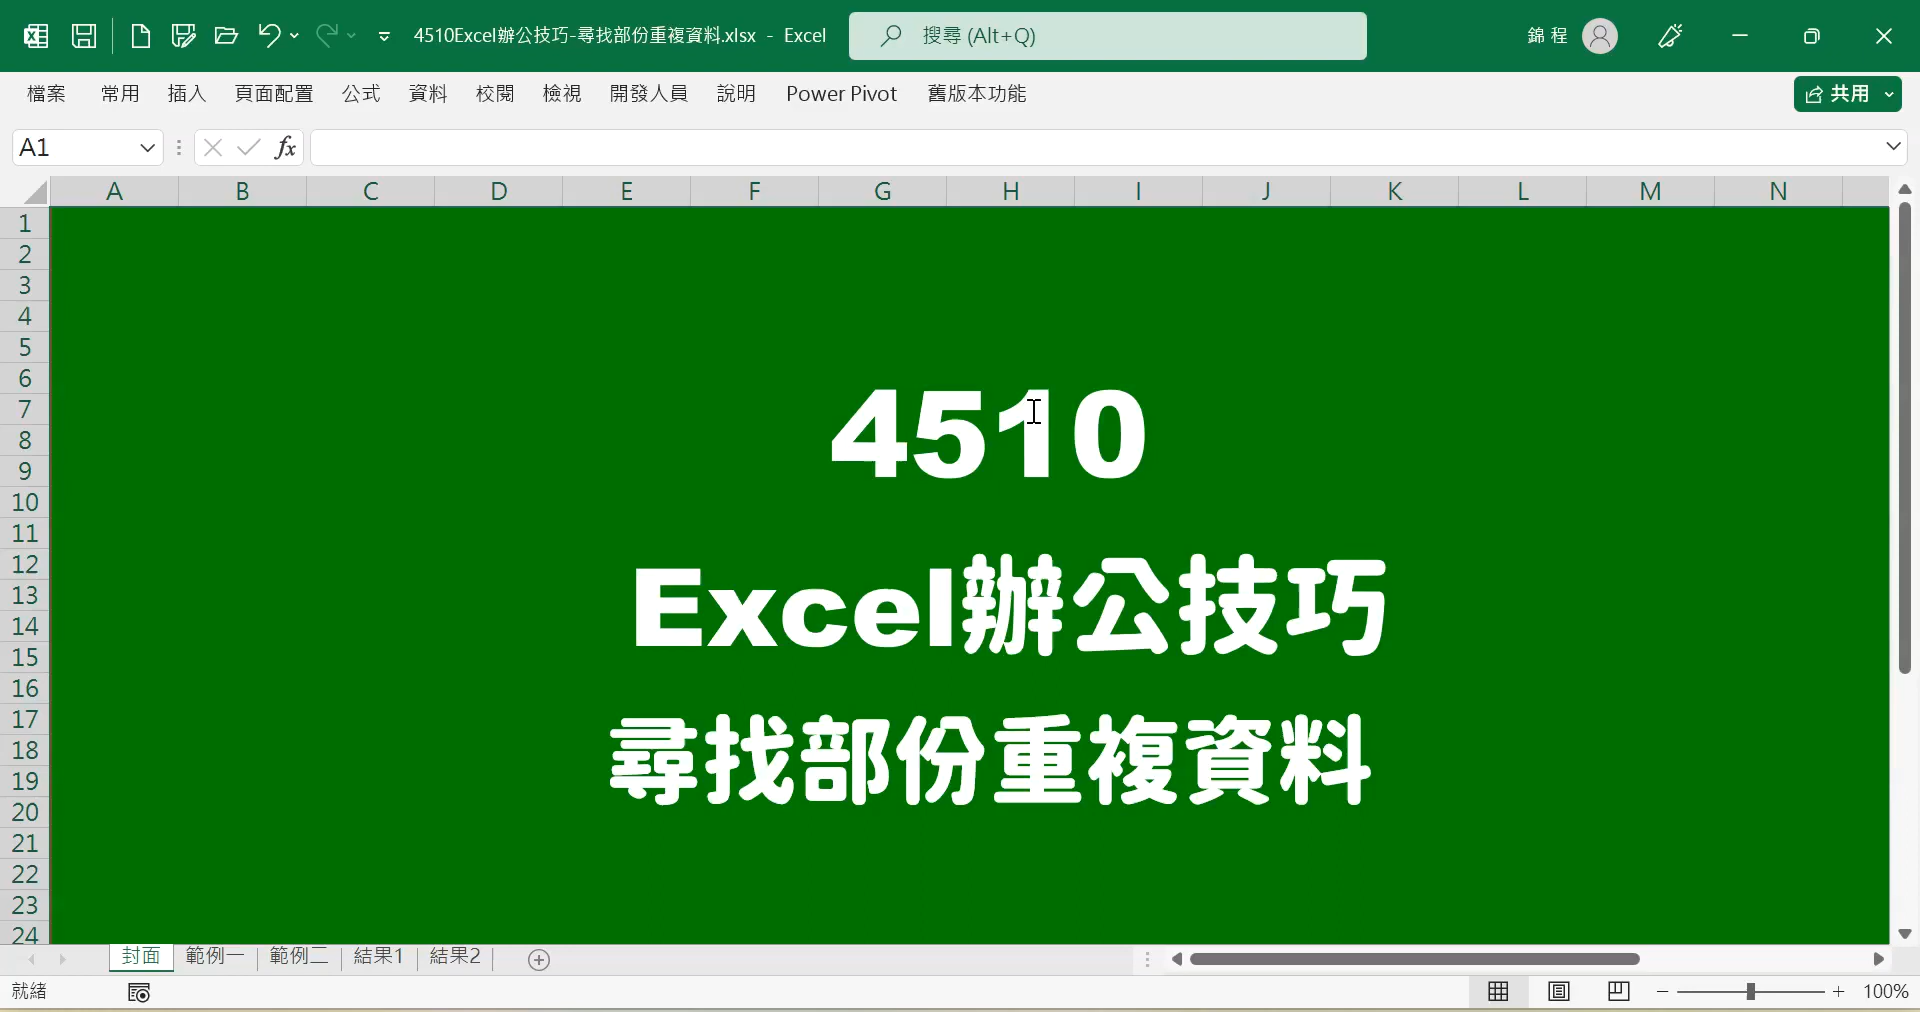 4510Excel辦公技巧-尋找部份重複資料.xlsx - Excel
搜尋 (Alt+Q)
錦 程
檔案 常用 插入 頁面配置 公式 資料 校閱 檢視 開發人員 說明 Power Pivot 舊版本功能
共用
A1
fx
A B C D E F G H I J K L M N
1
2
3
4
5
6
7
8
9
10
11
12
13
14
15
16
17
18
19
20
21
22
23
24
4510
Excel辦公技巧
尋找部份重複資料
封面 範例一 範例二 結果1 結果2
就緒
100%